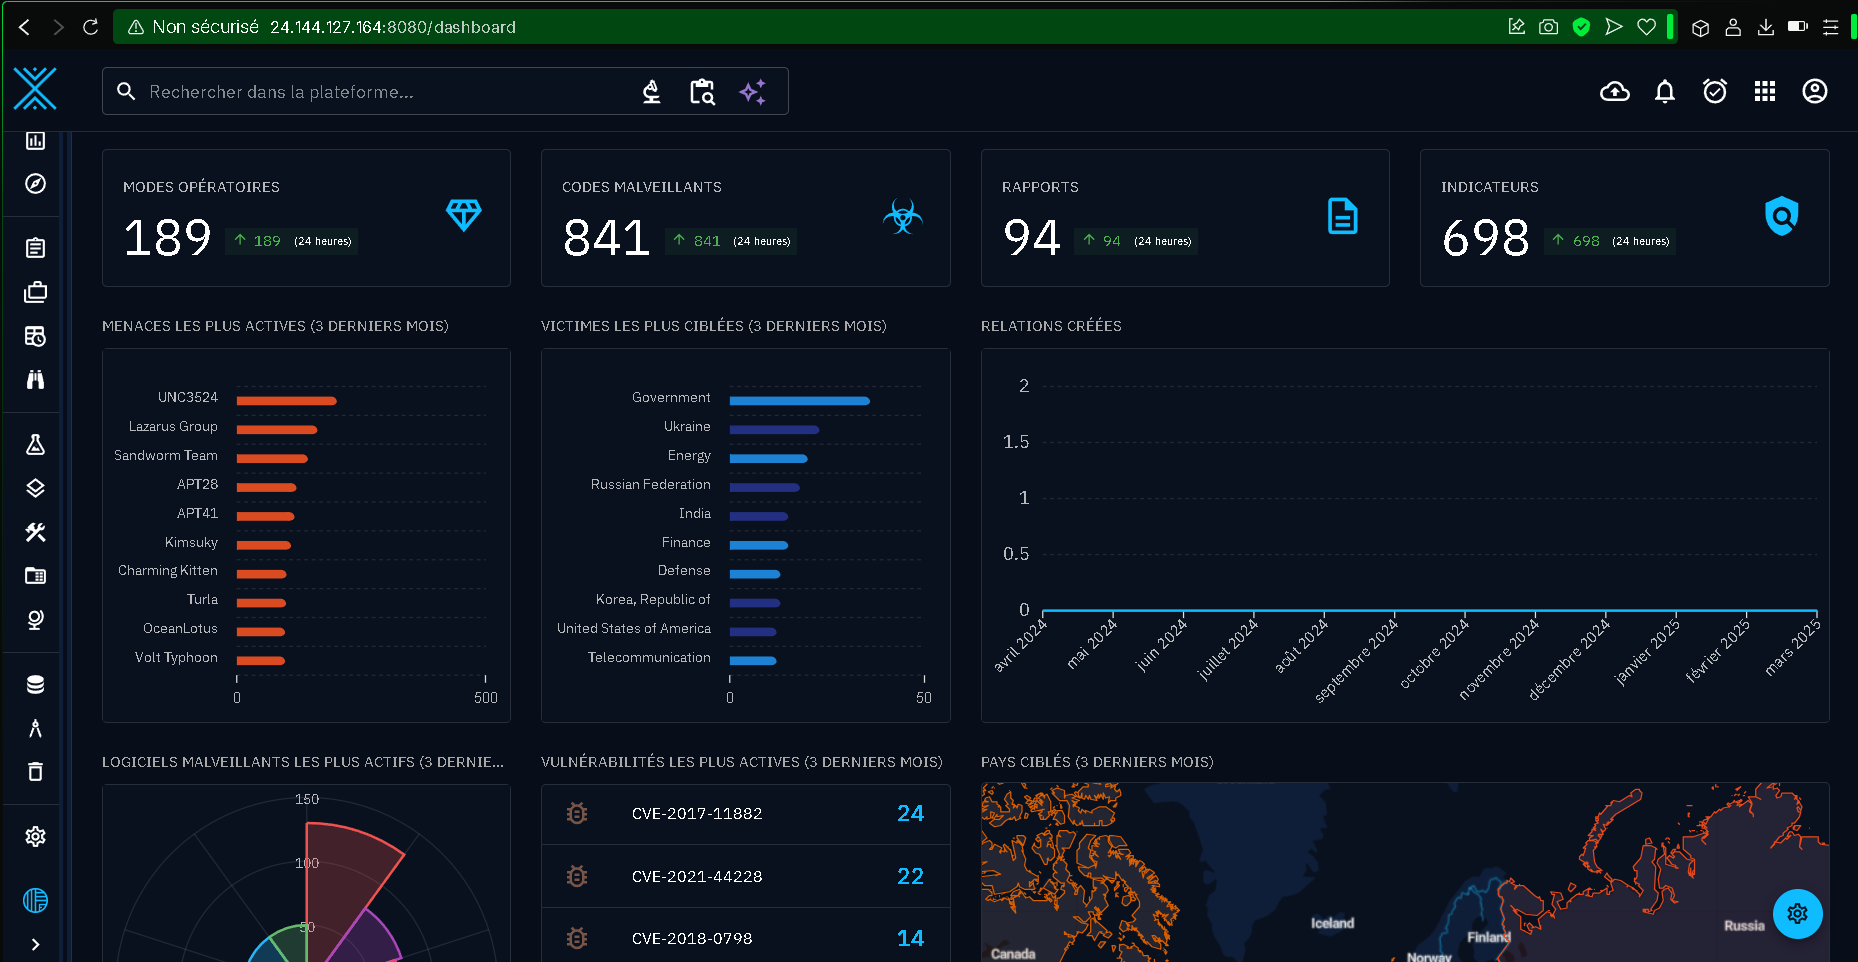 Non sécurisé 24.144.127.164:8080/dashboard
Rechercher dans la plateforme...
MODES OPÉRATOIRES
189
189 (24 heures)
CODES MALVEILLANTS
841
841 (24 heures)
RAPPORTS
94
94 (24 heures)
INDICATEURS
698
698 (24 heures)
MENACES LES PLUS ACTIVES (3 DERNIERS MOIS)
UNC3524
Lazarus Group
Sandworm Team
APT28
APT41
Kimsuky
Charming Kitten
Turla
OceanLotus
Volt Typhoon
0 500
VICTIMES LES PLUS CIBLÉES (3 DERNIERS MOIS)
Government
Ukraine
Energy
Russian Federation
India
Finance
Defense
Korea, Republic of
United States of America
Telecommunication
0 50
RELATIONS CRÉÉES
2
1.5
1
0.5
0
avril 2024
mai 2024
juin 2024
juillet 2024
août 2024
septembre 2024
octobre 2024
novembre 2024
décembre 2024
janvier 2025
février 2025
mars 2025
LOGICIELS MALVEILLANTS LES PLUS ACTIFS (3 DERNIE...
150
100
50
VULNÉRABILITÉS LES PLUS ACTIVES (3 DERNIERS MOIS)
CVE-2017-11882 24
CVE-2021-44228 22
CVE-2018-0798 14
PAYS CIBLÉS (3 DERNIERS MOIS)
Iceland
Russia
Finland
Canada
Norway